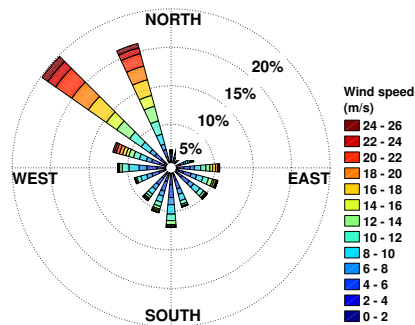 NORTH
20%
15%
10%
5%
WEST
EAST
SOUTH
Wind speed
(m/s)
24 - 26
22 - 24
20 - 22
18 - 20
16 - 18
14 - 16
12 - 14
10 - 12
8 - 10
6 - 8
4 - 6
2 - 4
0 - 2